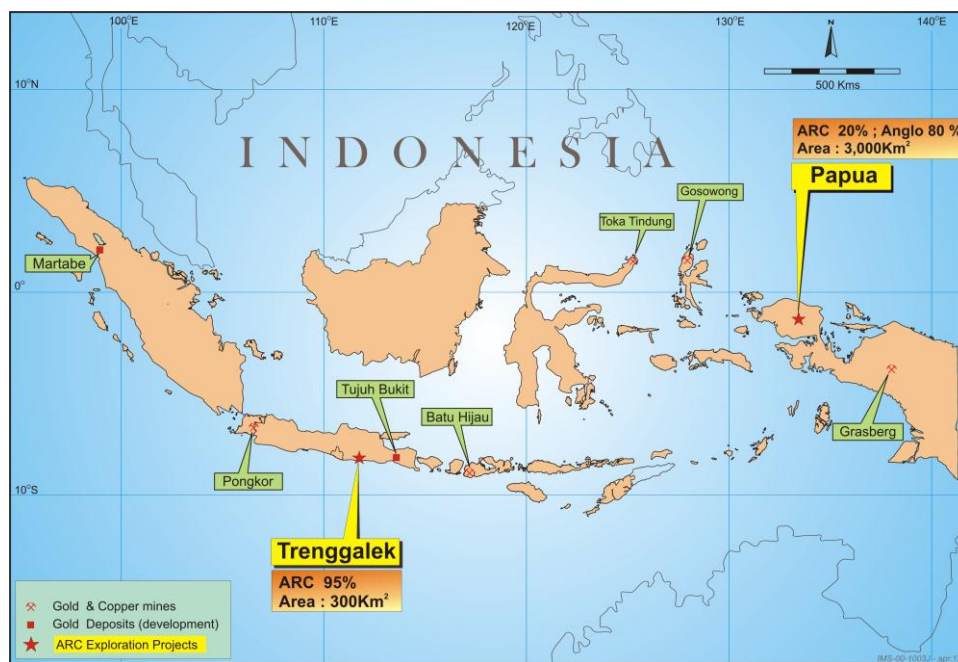 100°E
110°E
120°E
130°E
140°E
N
500 Kms
10°N
INDONESIA
ARC 20% ; Anglo 80 %
Area : 3,000Km²
Papua
Gosowong
Toka Tindung
Martabe
0°
Tujuh Bukit
Batu Hijau
Grasberg
Pongkor
10°S
Trenggalek
ARC 95%
Area : 300Km²
Gold & Copper mines
Gold Deposits (development)
ARC Exploration Projects